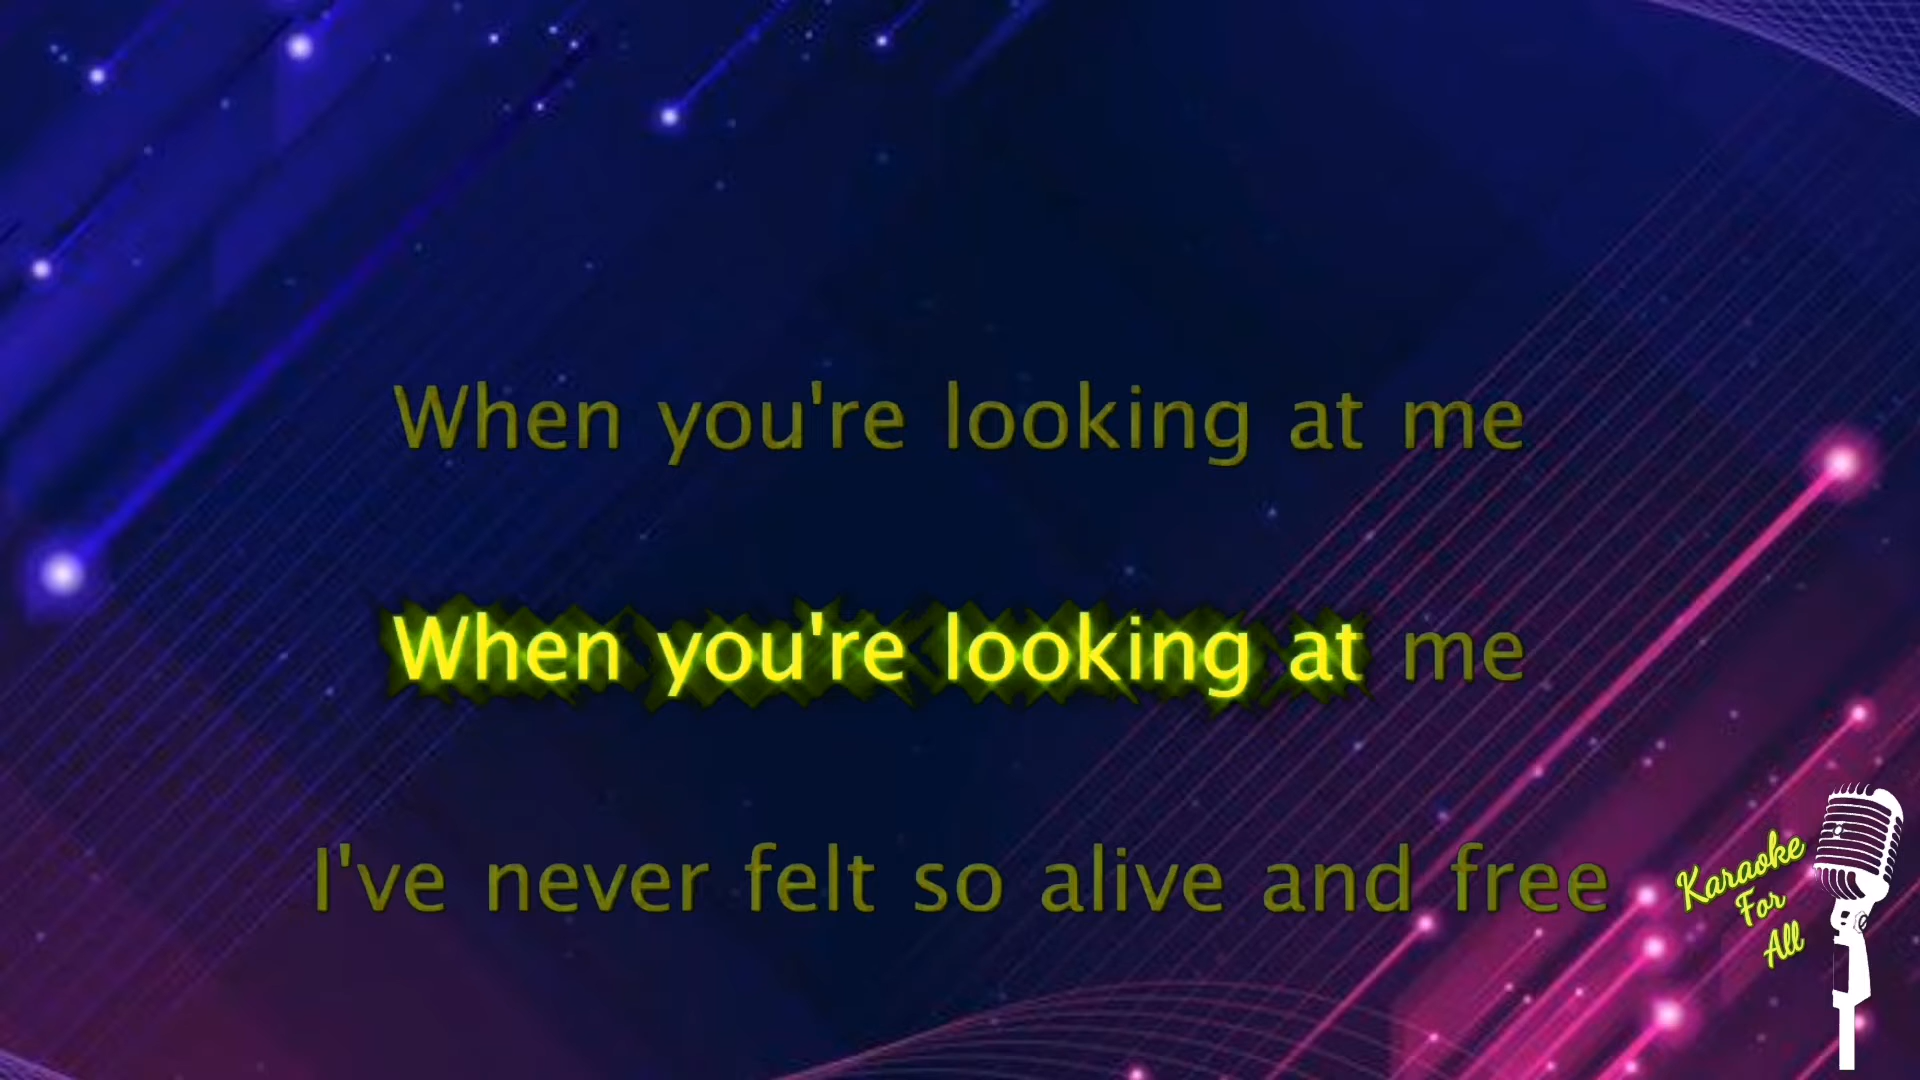 When you're looking at me
When you're looking at me
I've never felt so alive and free
Karaoke
For
All